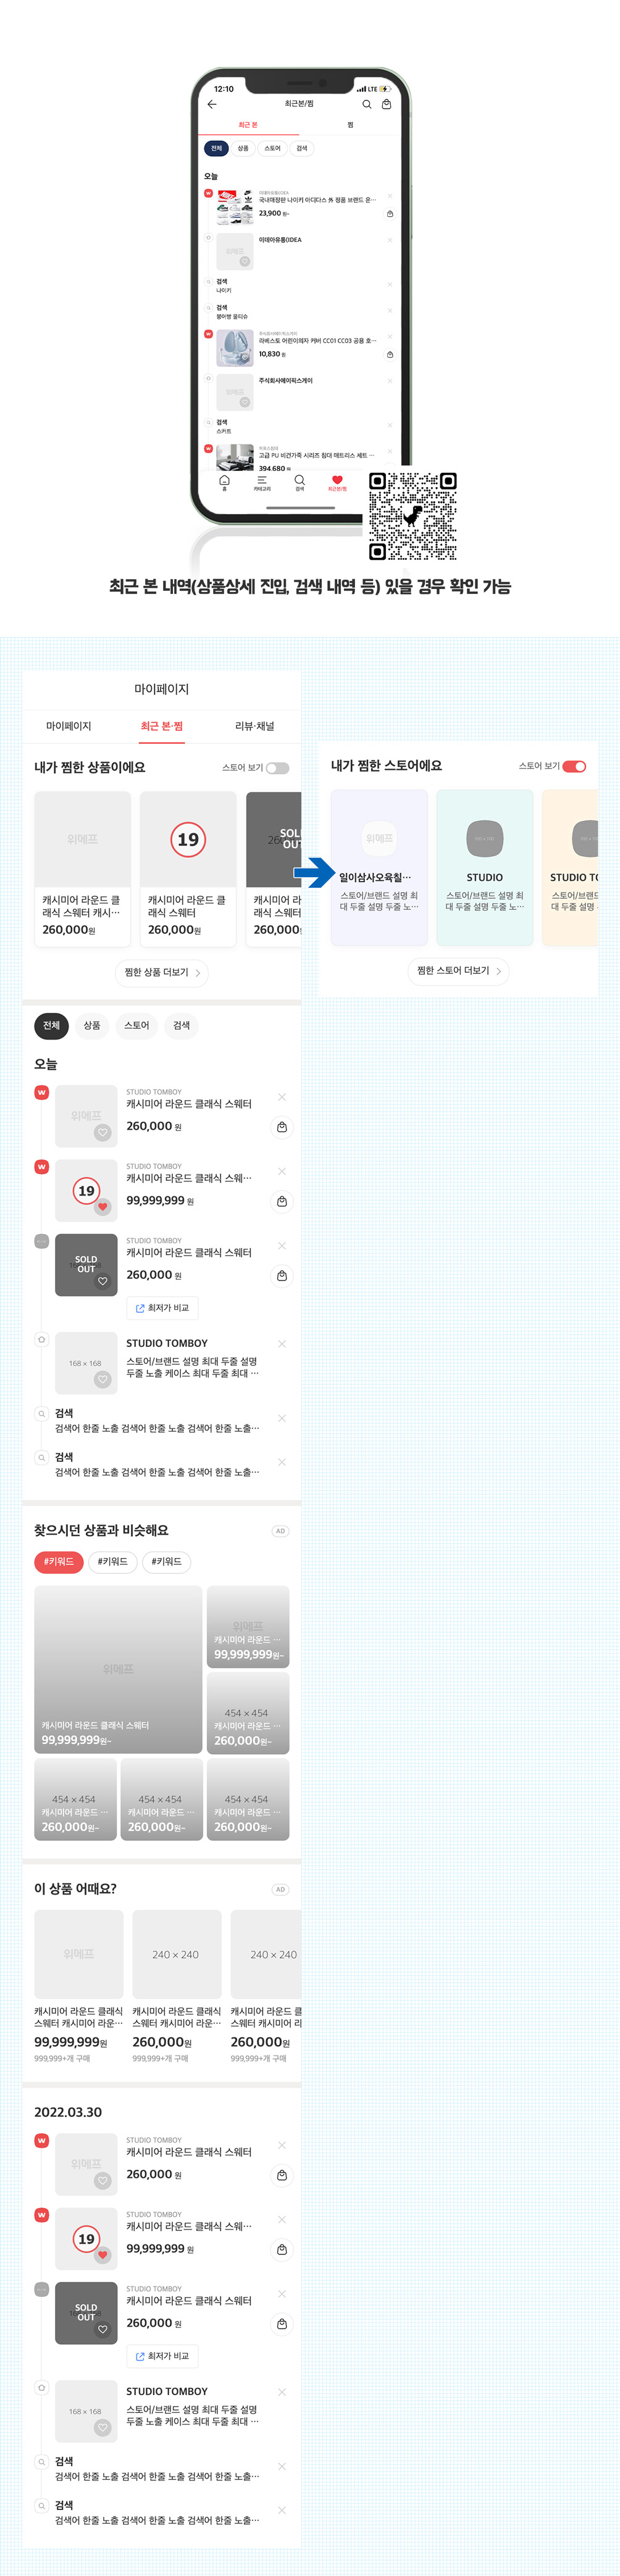 12:10
LTE
최근본/찜
최근 본
찜
전체
상품
스토어
검색
오늘
이데아유통(IDEA
국내매장판 나이키 아디다스 外 정품 브랜드 운…
23,900 원~
위메프
이데아유통(IDEA
검색
나이키
검색
붕어빵 물티슈
주식회사에이픽스게이
라베스토 어린이의자 커버 CC01 CC03 공용 호…
10,830 원
위메프
주식회사에이픽스게이
검색
스커트
고급 PU 비건가죽 시리즈 침대 매트리스 세트 …
394,680 원
홈
카테고리
검색
최근본/찜
최근 본 내역(상품상세 진입, 검색 내역 등) 있을 경우 확인 가능
마이페이지
마이페이지
최근 본·찜
리뷰·채널
내가 찜한 상품이에요
스토어 보기
위메프
19
SOL
OUT
캐시미어 라운드 클
래식 스웨터 캐시…
260,000원
캐시미어 라운드 클
래식 스웨터
260,000원
캐시미어 라
래식 스웨터
260,000원
찜한 상품 더보기
내가 찜한 스토어에요
스토어 보기
위메프
일이삼사오육칠…
스토어/브랜드 설명 최
대 두줄 설명 두줄 노…
STUDIO
스토어/브랜드 설명 최
대 두줄 설명 두줄 노…
STUDIO TO
스토어/브랜드
대 두줄 설명
찜한 스토어 더보기
전체
상품
스토어
검색
오늘
w
위메프
STUDIO TOMBOY
캐시미어 라운드 클래식 스웨터
260,000 원
w
19
STUDIO TOMBOY
캐시미어 라운드 클래식 스웨…
99,999,999 원
SOLD
OUT
STUDIO TOMBOY
캐시미어 라운드 클래식 스웨터
260,000 원
최저가 비교
168 × 168
STUDIO TOMBOY
스토어/브랜드 설명 최대 두줄 설명
두줄 노출 케이스 최대 두줄 최대 …
검색
검색어 한줄 노출 검색어 한줄 노출 검색어 한줄 노출…
검색
검색어 한줄 노출 검색어 한줄 노출 검색어 한줄 노출…
찾으시던 상품과 비슷해요
AD
#키워드
#키워드
#키워드
위메프
캐시미어 라운드 클래식 스웨터
99,999,999원~
위메프
캐시미어 라운드 …
99,999,999원~
454 × 454
캐시미어 라운드 …
260,000원~
454 × 454
캐시미어 라운드 …
260,000원~
454 × 454
캐시미어 라운드 …
260,000원~
454 × 454
캐시미어 라운드 …
260,000원~
이 상품 어때요?
AD
위메프
240 × 240
240 × 240
캐시미어 라운드 클래식
스웨터 캐시미어 라운…
99,999,999원
999,999+개 구매
캐시미어 라운드 클래식
스웨터 캐시미어 라운…
260,000원
999,999+개 구매
캐시미어 라운드 클
스웨터 캐시미어 라
260,000원
999,999+개 구매
2022.03.30
w
위메프
STUDIO TOMBOY
캐시미어 라운드 클래식 스웨터
260,000 원
w
19
STUDIO TOMBOY
캐시미어 라운드 클래식 스웨…
99,999,999 원
SOLD
OUT
STUDIO TOMBOY
캐시미어 라운드 클래식 스웨터
260,000 원
최저가 비교
168 × 168
STUDIO TOMBOY
스토어/브랜드 설명 최대 두줄 설명
두줄 노출 케이스 최대 두줄 최대 …
검색
검색어 한줄 노출 검색어 한줄 노출 검색어 한줄 노출…
검색
검색어 한줄 노출 검색어 한줄 노출 검색어 한줄 노출…